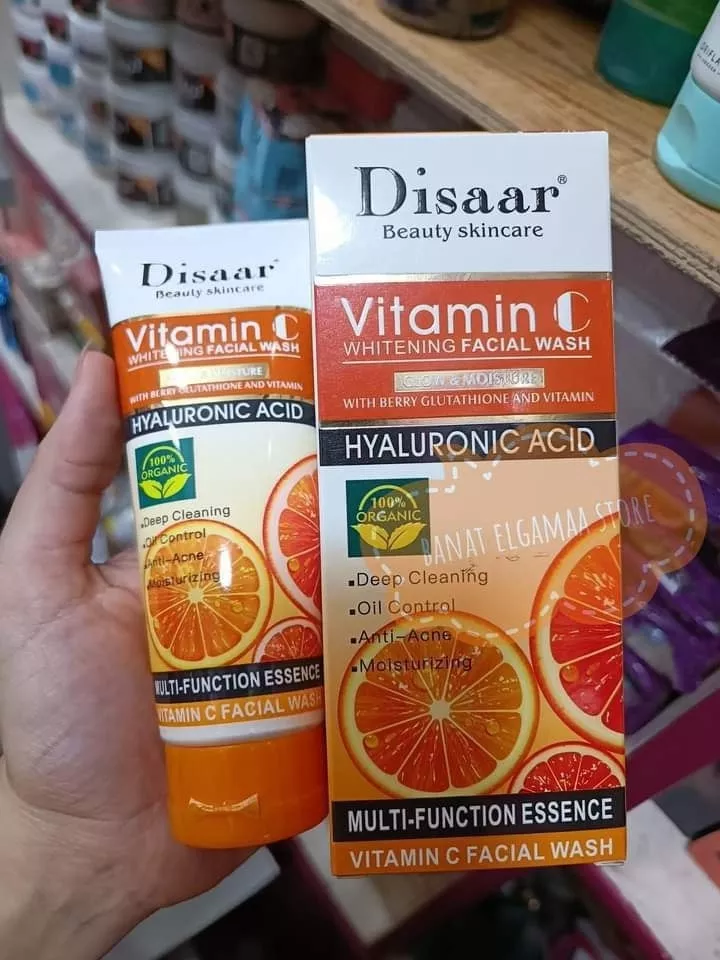 Disaar®
Beauty skincare
Vitamin C
WHITENING FACIAL WASH
GLOW & MOISTURE
WITH BERRY GLUTATHIONE AND VITAMIN
HYALURONIC ACID
100%
ORGANIC
▪Deep Cleaning
▪Oil Control
▪Anti-Acne
▪Moisturizing
MULTI-FUNCTION ESSENCE
VITAMIN C FACIAL WASH
Disaar
Beauty skincare
Vitamin C
WHITENING FACIAL WASH
& MOISTURE
WITH BERRY GLUTATHIONE AND VITAMIN
HYALURONIC ACID
100%
ORGANIC
▪Deep Cleaning
▪Oil Control
▪Anti-Acne
▪Moisturizing
MULTI-FUNCTION ESSENCE
VITAMIN C FACIAL WASH
BANAT ELGAMAA STORE